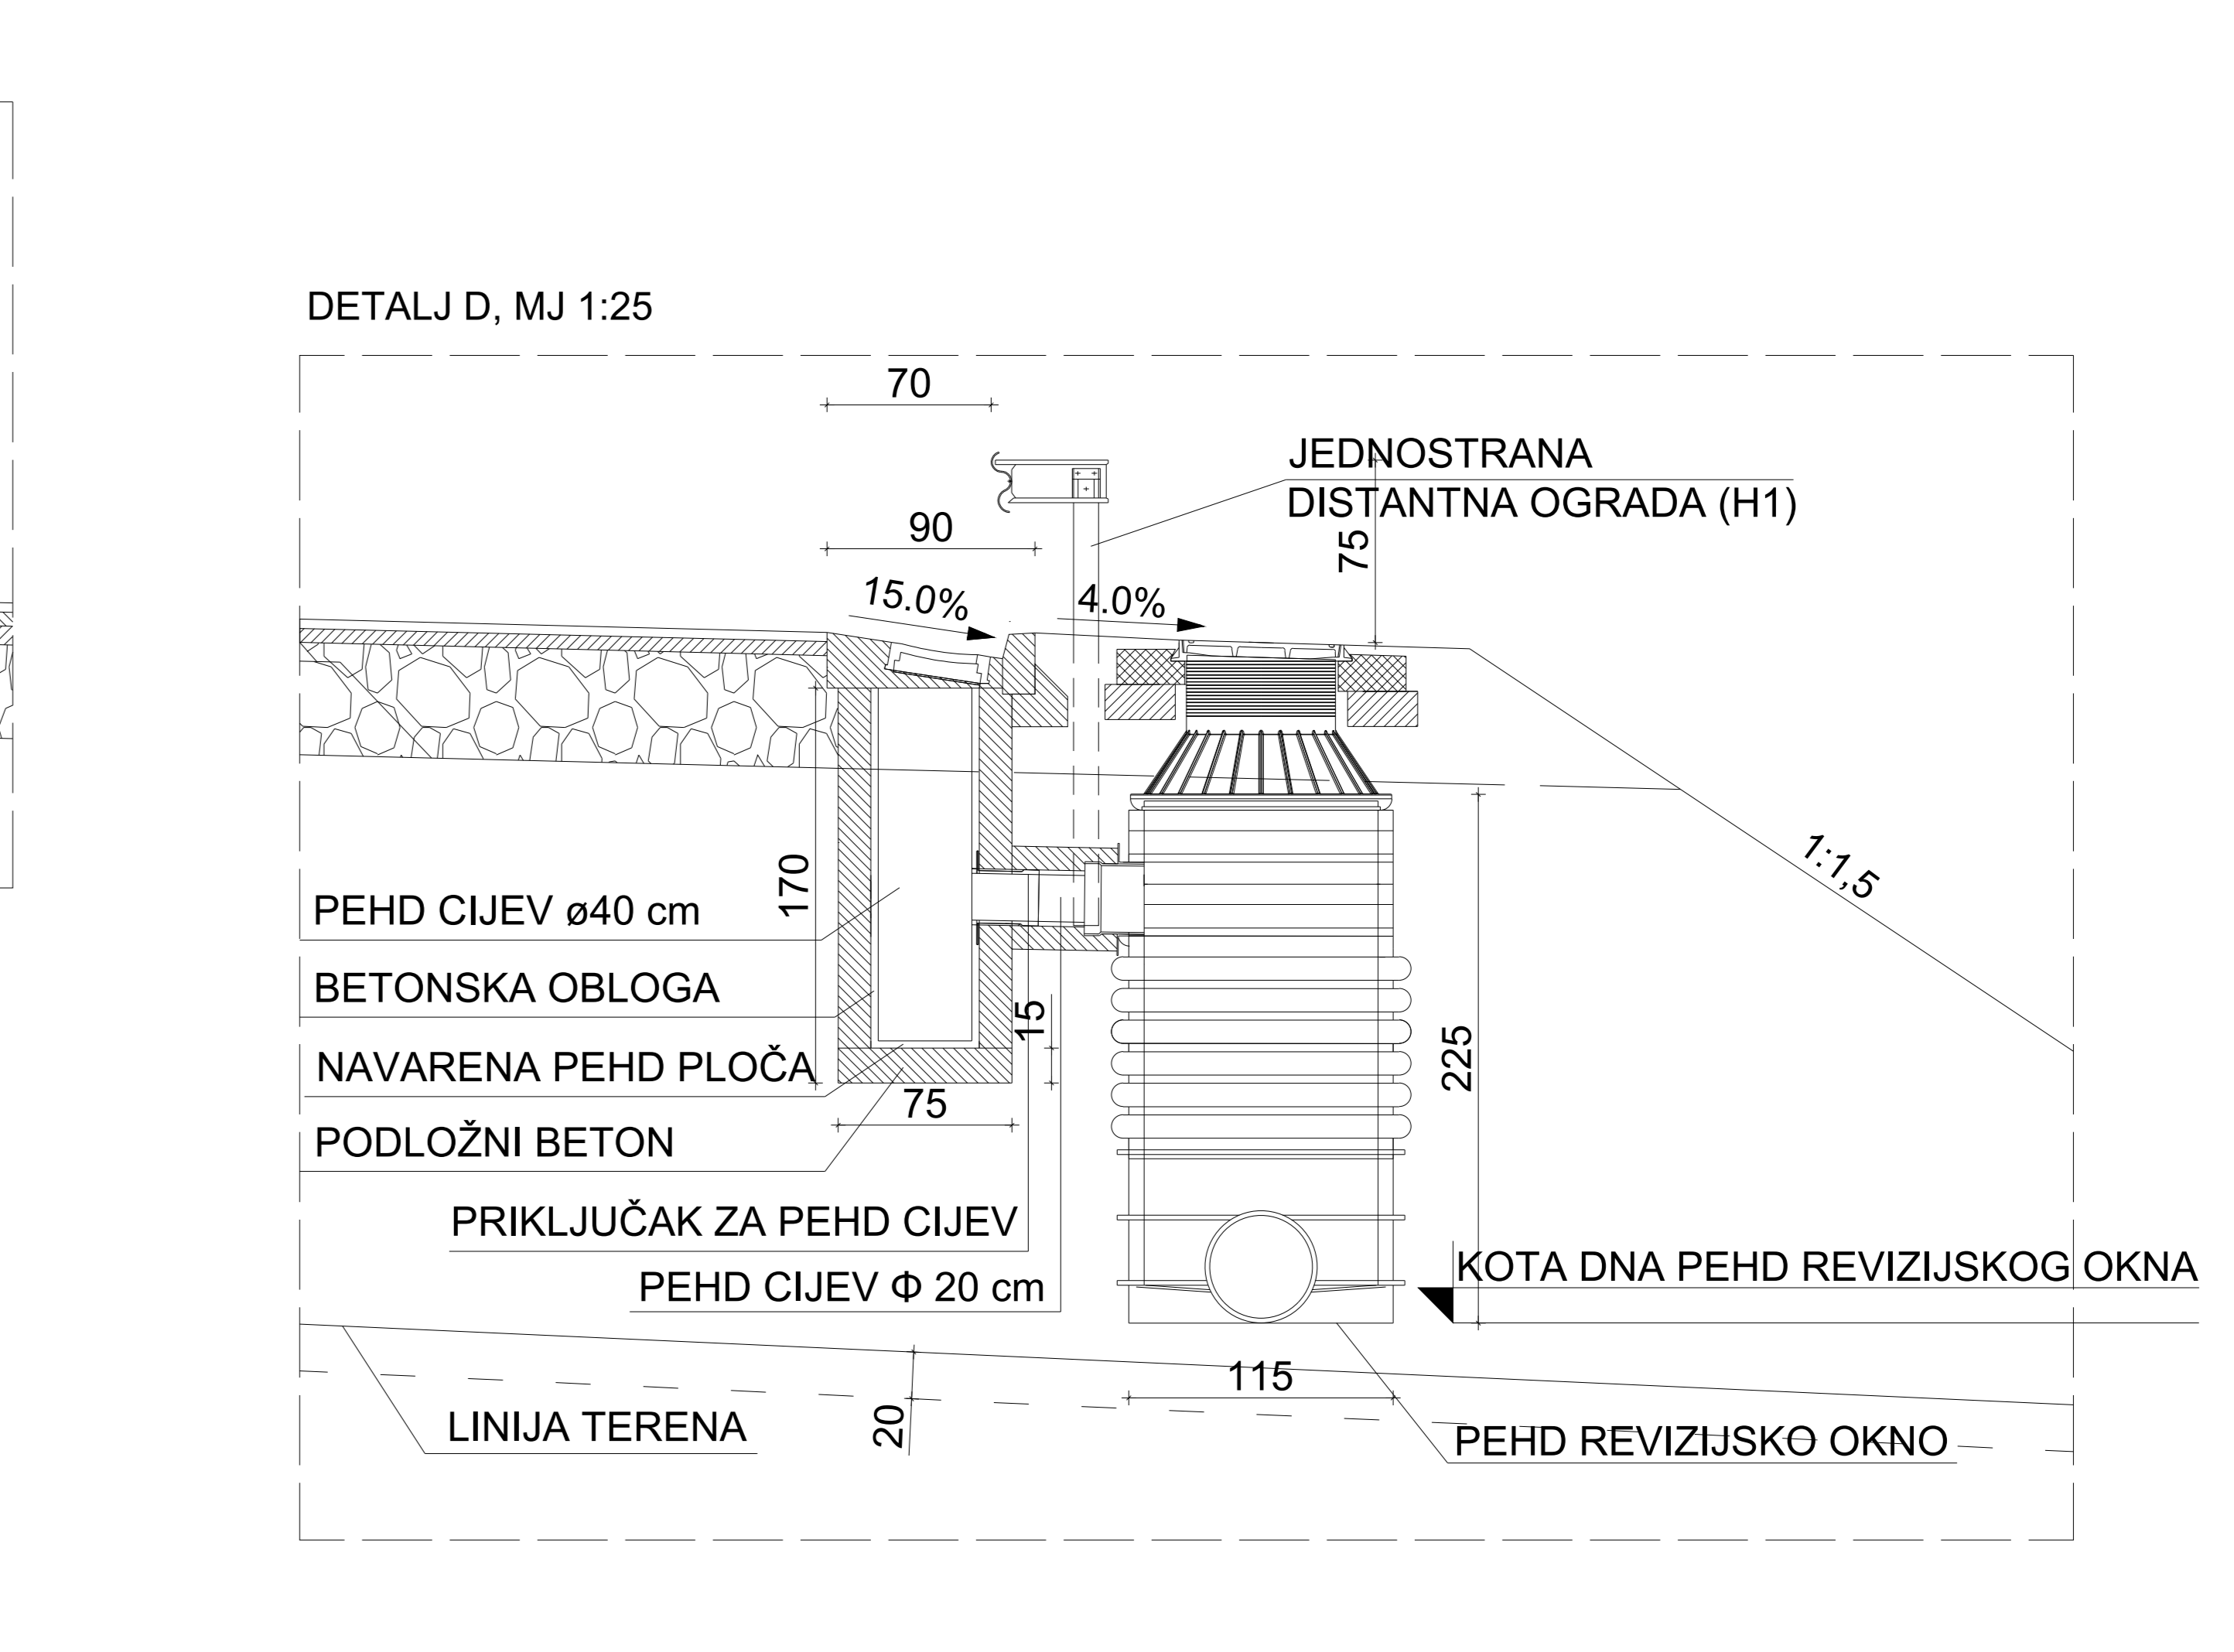 DETALJ D, MJ 1:25
70
JEDNOSTRANA
DISTANTNA OGRADA (H1)
75
90
15.0%
4.0%
1:1,5
170
PEHD CIJEV ø40 cm
BETONSKA OBLOGA
15
225
NAVARENA PEHD PLOČA
75
PODLOŽNI BETON
PRIKLJUČAK ZA PEHD CIJEV
KOTA DNA PEHD REVIZIJSKOG OKNA
PEHD CIJEV Φ 20 cm
115
20
LINIJA TERENA
PEHD REVIZIJSKO OKNO